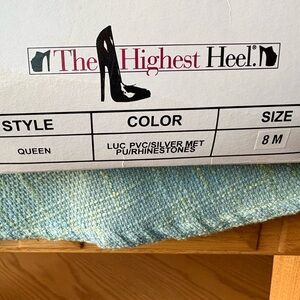 The Highest Heel.®
STYLE COLOR SIZE
QUEEN LUC PVC/SILVER MET 8 M
PU/RHINESTONES